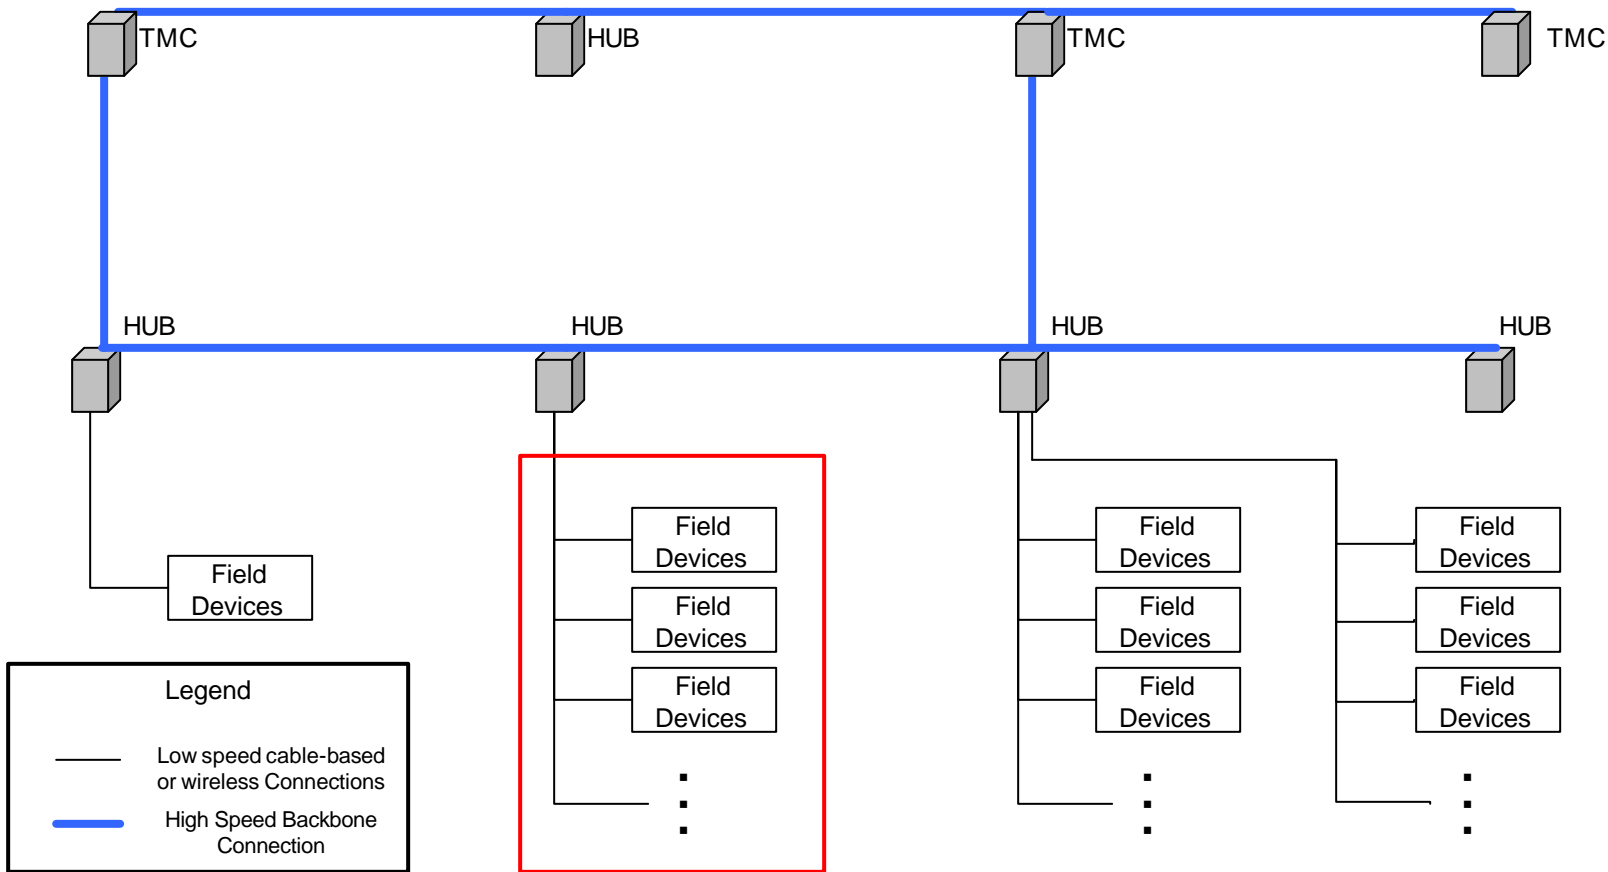 TMC
HUB
TMC
TMC
HUB
HUB
HUB
HUB
Field
Devices
Field
Devices
Field
Devices
Field
Devices
Field
Devices
Field
Devices
Field
Devices
Field
Devices
Field
Devices
Field
Devices
Legend
Low speed cable-based
or wireless Connections
High Speed Backbone
Connection